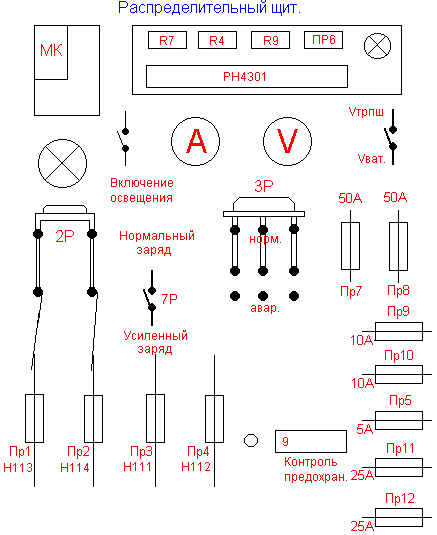 Распределительный щит.
МК
R7 R4 R9 ПР6
РН4301
Vтрпш
A V
Vват.
Включение
освещения
3Р
50А 50А
2Р
Нормальный
заряд
норм.
Пр7 Пр8
7Р
авар.
Пр9
Усиленный
заряд
10А
Пр10
10А
Пр5
5А
Пр1 Пр2 Пр3 Пр4
Н113 Н114 Н111 Н112
9
Контроль
предохран.
Пр11
25А
Пр12
25А